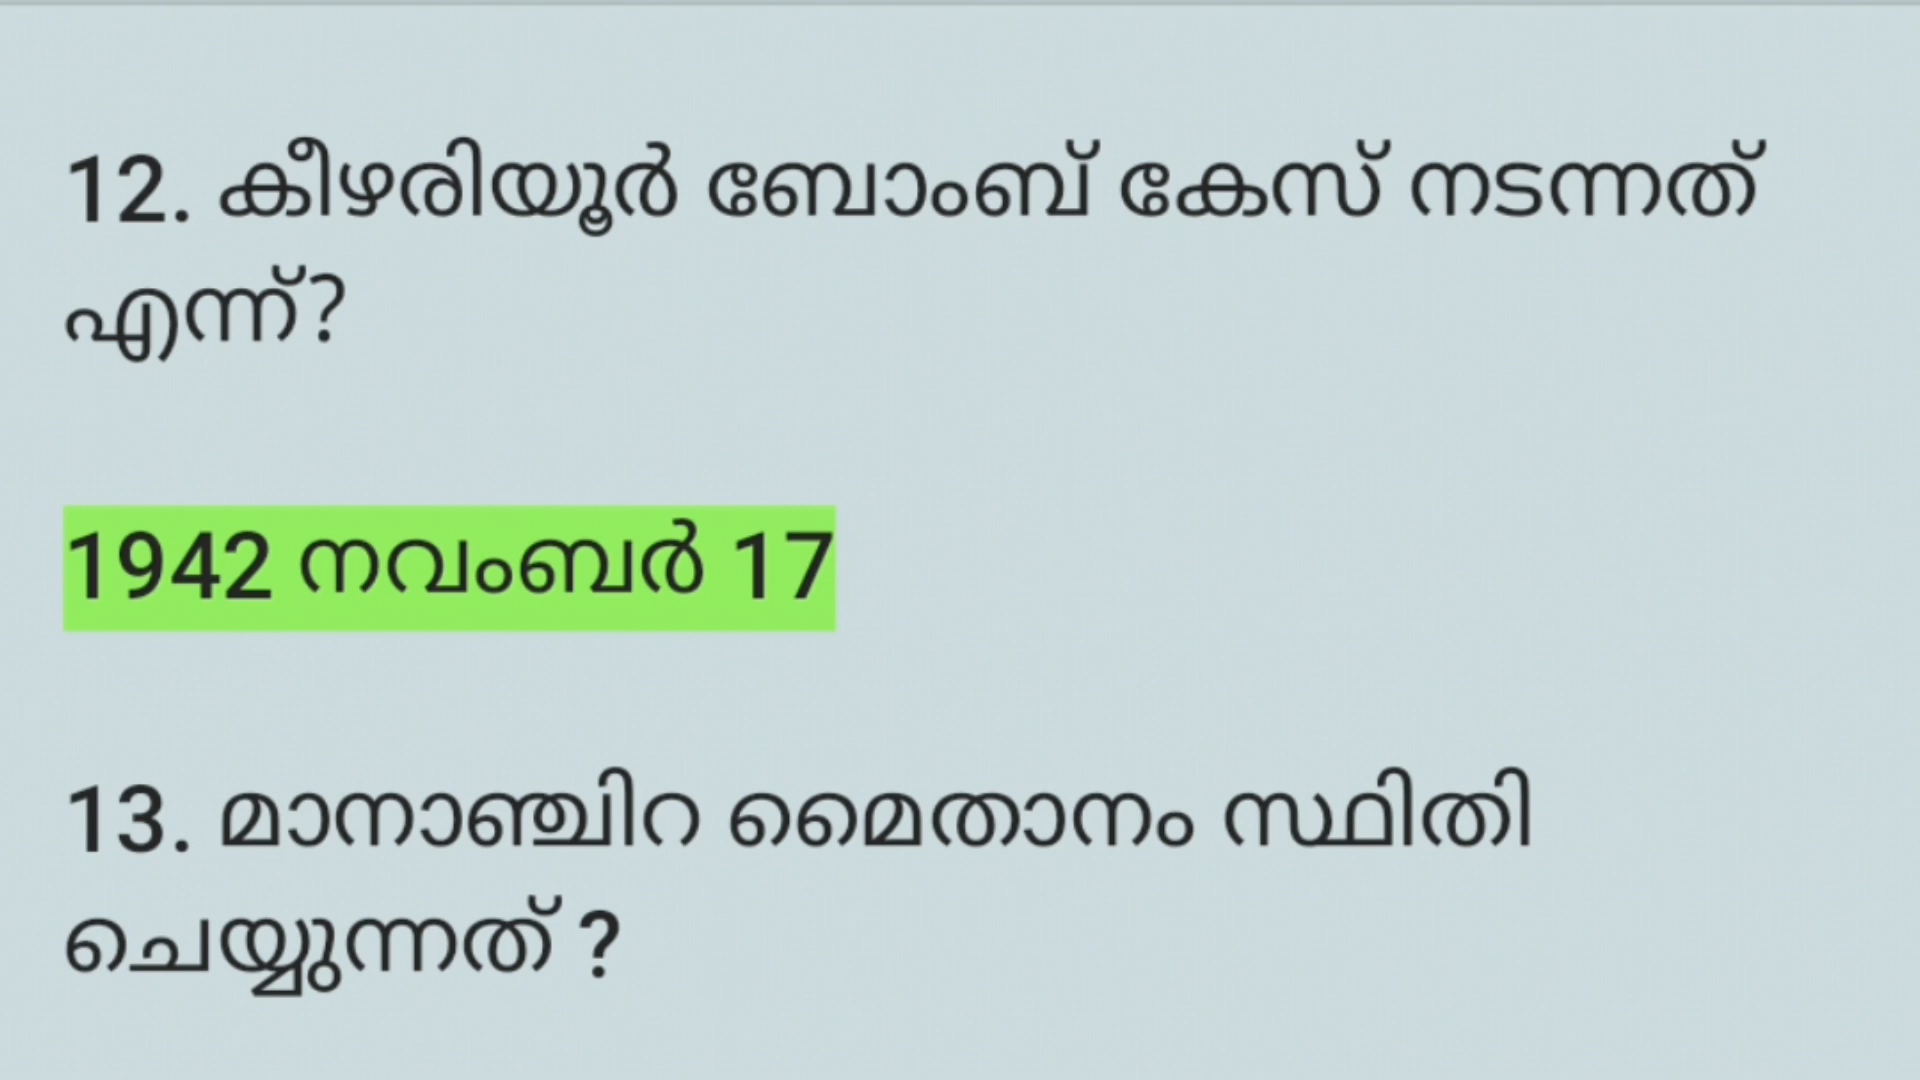 12. കീഴരിയൂർ ബോംബ് കേസ് നടന്നത്
എന്ന്?
1942 നവംബർ 17
13. മാനാഞ്ചിറ മൈതാനം സ്ഥിതി
ചെയ്യുന്നത് ?